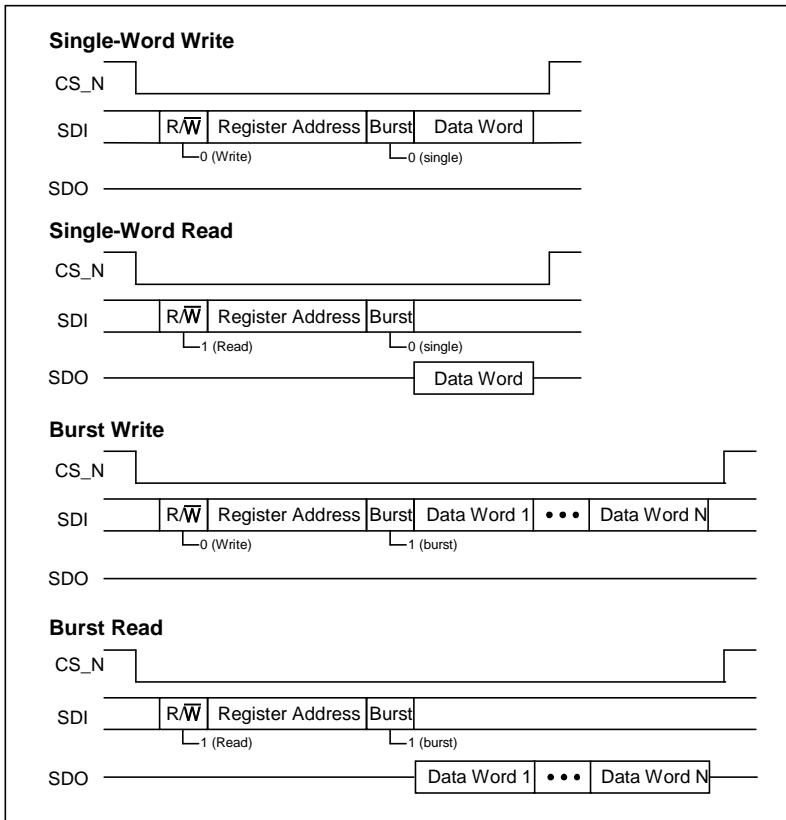 Single-Word Write
CS_N
SDI R/W̅ Register Address Burst Data Word
0 (Write) 0 (single)
SDO
Single-Word Read
CS_N
SDI R/W̅ Register Address Burst
1 (Read) 0 (single)
SDO Data Word
Burst Write
CS_N
SDI R/W̅ Register Address Burst Data Word 1 ••• Data Word N
0 (Write) 1 (burst)
SDO
Burst Read
CS_N
SDI R/W̅ Register Address Burst
1 (Read) 1 (burst)
SDO Data Word 1 ••• Data Word N